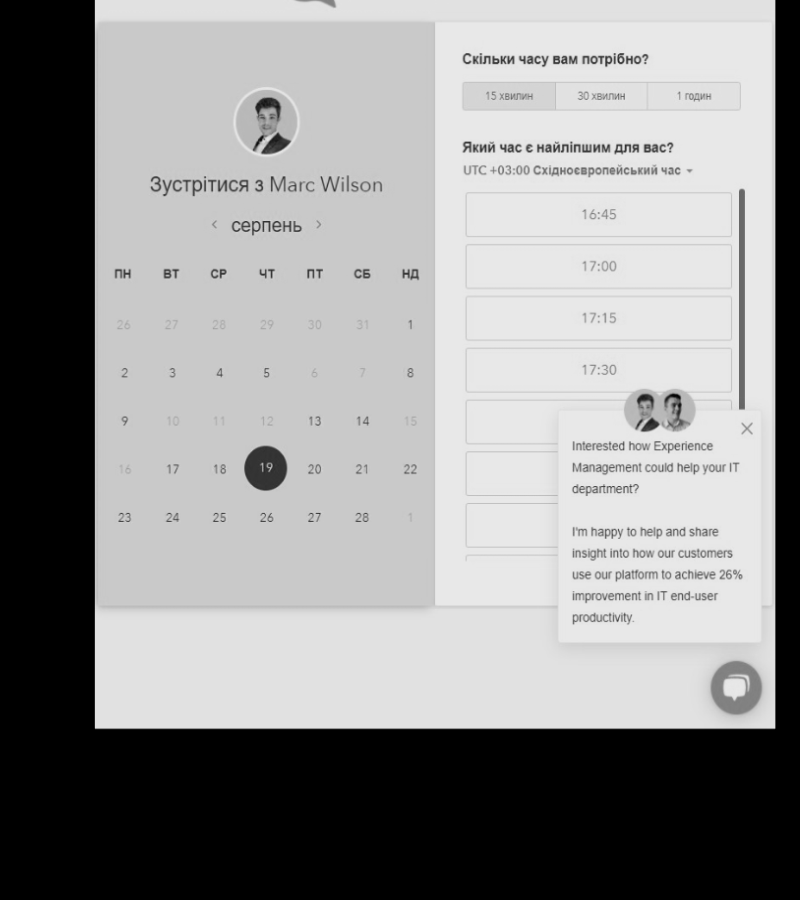 Зустрітися з Marc Wilson
серпень
ПН ВТ СР ЧТ ПТ СБ НД
26 27 28 29 30 31 1
2 3 4 5 6 7 8
9 10 11 12 13 14 15
16 17 18 19 20 21 22
23 24 25 26 27 28 1
Скільки часу вам потрібно?
15 хвилин 30 хвилин 1 годин
Який час є найліпшим для вас?
UTC +03:00 Східноєвропейський час
16:45
17:00
17:15
17:30
Interested how Experience
Management could help your IT
department?
I'm happy to help and share
insight into how our customers
use our platform to achieve 26%
improvement in IT end-user
productivity.